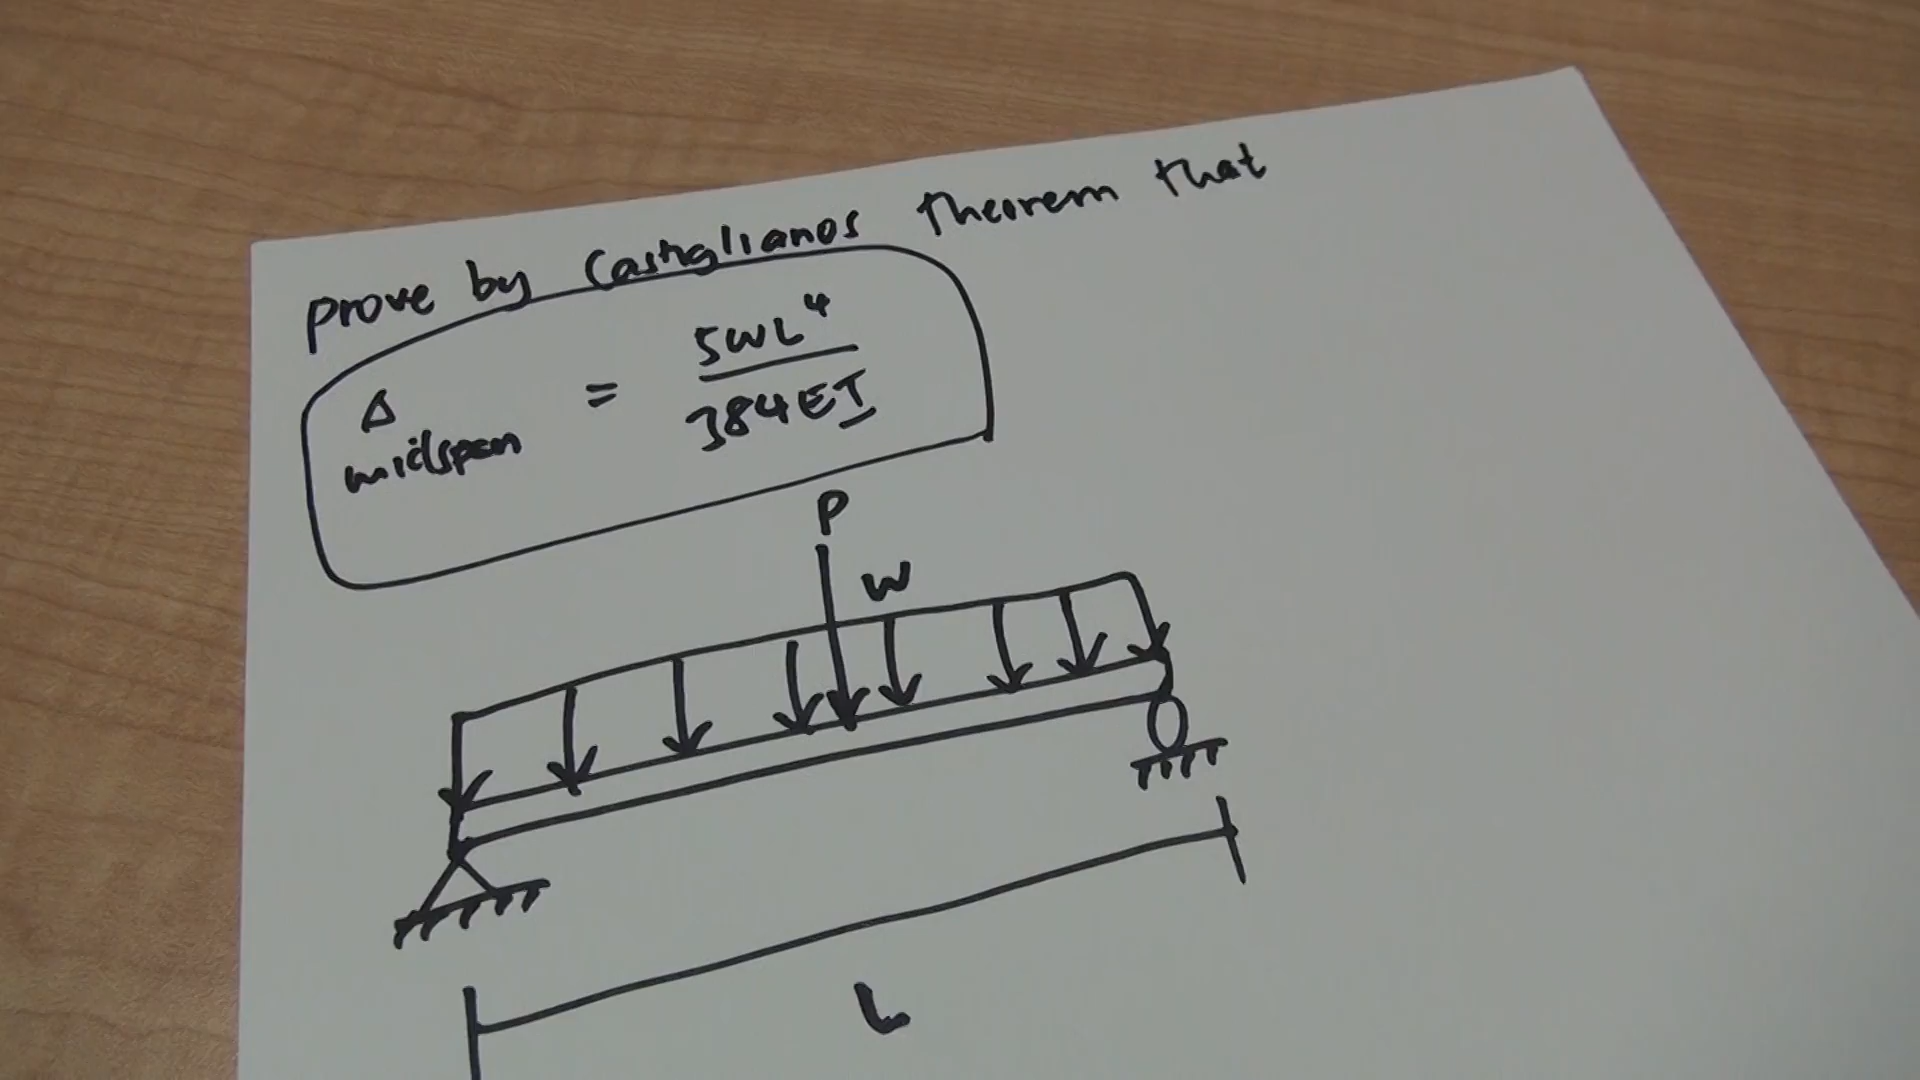 prove by Castiglianos theorem that
Δ midspan = 5WL⁴ / 384EI
P
W
L